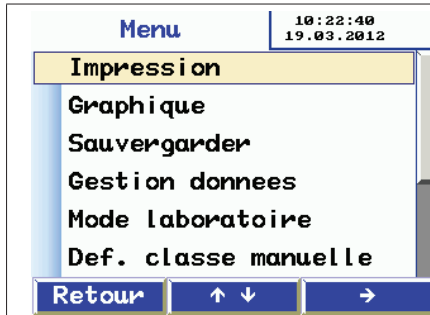 Menu
10:22:40
19.03.2012
Impression
Graphique
Sauvergarder
Gestion donnees
Mode laboratoire
Def. classe manuelle
Retour ↑ ↓ →